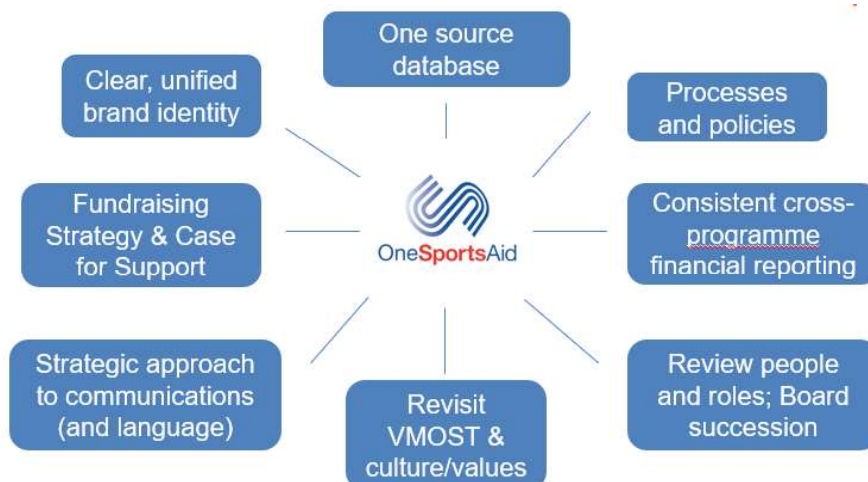 One source
database
Clear, unified
brand identity
Processes
and policies
Fundraising
Strategy & Case
for Support
OneSportsAid
Consistent cross-
programme
financial reporting
Strategic approach
to communications
(and language)
Revisit
VMOST &
culture/values
Review people
and roles; Board
succession